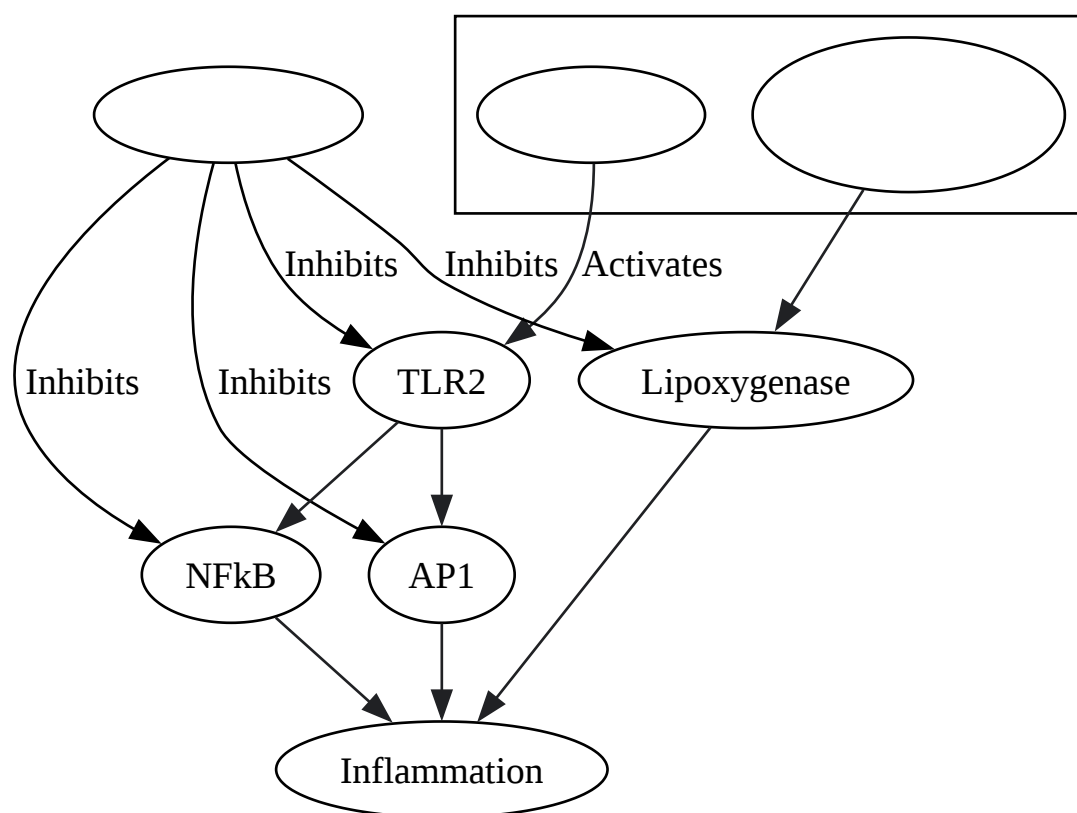 Inhibits
Inhibits
Activates
Inhibits
Inhibits
TLR2
Lipoxygenase
NFkB
AP1
Inflammation